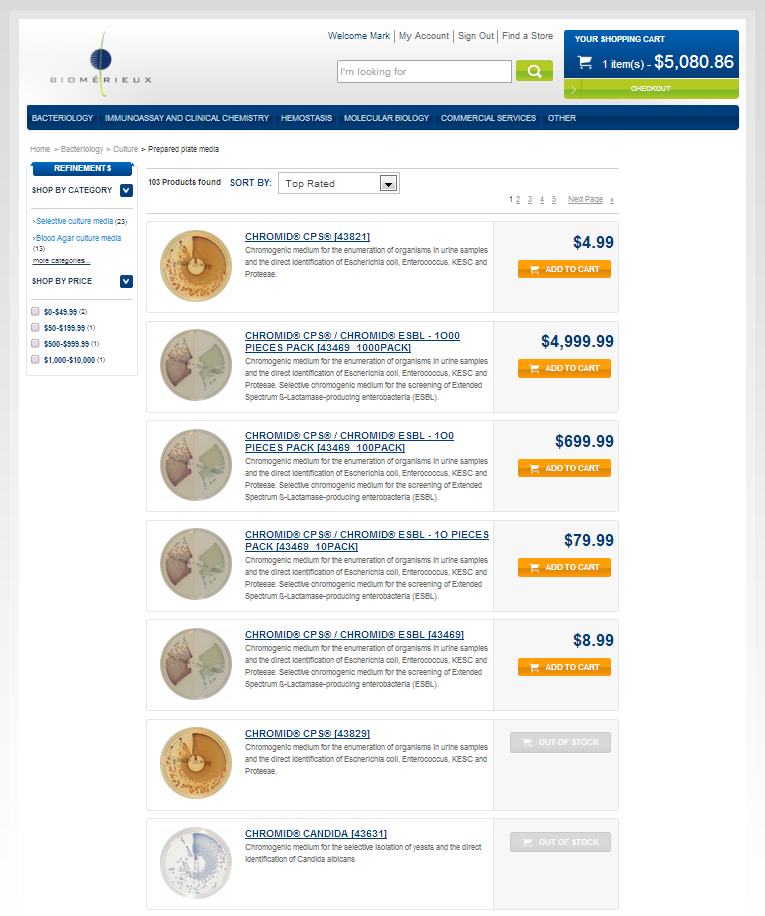 BIOMÉRIEUX
Welcome Mark | My Account | Sign Out | Find a Store
I'm looking for
YOUR SHOPPING CART
1 item(s) - $5,080.86
CHECKOUT
BACTERIOLOGY IMMUNOASSAY AND CLINICAL CHEMISTRY HEMOSTASIS MOLECULAR BIOLOGY COMMERCIAL SERVICES OTHER
Home > Bacteriology > Culture > Prepared plate media
REFINEMENTS
SHOP BY CATEGORY
›Selective culture media (23)
›Blood Agar culture media
(13)
more categories...
SHOP BY PRICE
$0-$49.99 (2)
$50-$199.99 (1)
$500-$999.99 (1)
$1,000-$10,000 (1)
103 Products found SORT BY: Top Rated
1 2 3 4 5 Next Page »
CHROMID® CPS® [43821]
Chromogenic medium for the enumeration of organisms in urine samples
and the direct identification of Escherichia coli, Enterococcus, KESC and
Proteeae.
$4.99
ADD TO CART
CHROMID® CPS® / CHROMID® ESBL - 1O00
PIECES PACK [43469_1000PACK]
Chromogenic medium for the enumeration of organisms in urine samples
and the direct identification of Escherichia coli, Enterococcus, KESC and
Proteeae. Selective chromogenic medium for the screening of Extended
Spectrum ß-Lactamase-producing enterobacteria (ESBL).
$4,999.99
ADD TO CART
CHROMID® CPS® / CHROMID® ESBL - 1O0
PIECES PACK [43469_100PACK]
Chromogenic medium for the enumeration of organisms in urine samples
and the direct identification of Escherichia coli, Enterococcus, KESC and
Proteeae. Selective chromogenic medium for the screening of Extended
Spectrum ß-Lactamase-producing enterobacteria (ESBL).
$699.99
ADD TO CART
CHROMID® CPS® / CHROMID® ESBL - 1O PIECES
PACK [43469_10PACK]
Chromogenic medium for the enumeration of organisms in urine samples
and the direct identification of Escherichia coli, Enterococcus, KESC and
Proteeae. Selective chromogenic medium for the screening of Extended
Spectrum ß-Lactamase-producing enterobacteria (ESBL).
$79.99
ADD TO CART
CHROMID® CPS® / CHROMID® ESBL [43469]
Chromogenic medium for the enumeration of organisms in urine samples
and the direct identification of Escherichia coli, Enterococcus, KESC and
Proteeae. Selective chromogenic medium for the screening of Extended
Spectrum ß-Lactamase-producing enterobacteria (ESBL).
$8.99
ADD TO CART
CHROMID® CPS® [43829]
Chromogenic medium for the enumeration of organisms in urine samples
and the direct identification of Escherichia coli, Enterococcus, KESC and
Proteeae.
OUT OF STOCK
CHROMID® CANDIDA [43631]
Chromogenic medium for the selective isolation of yeasts and the direct
identification of Candida albicans
OUT OF STOCK